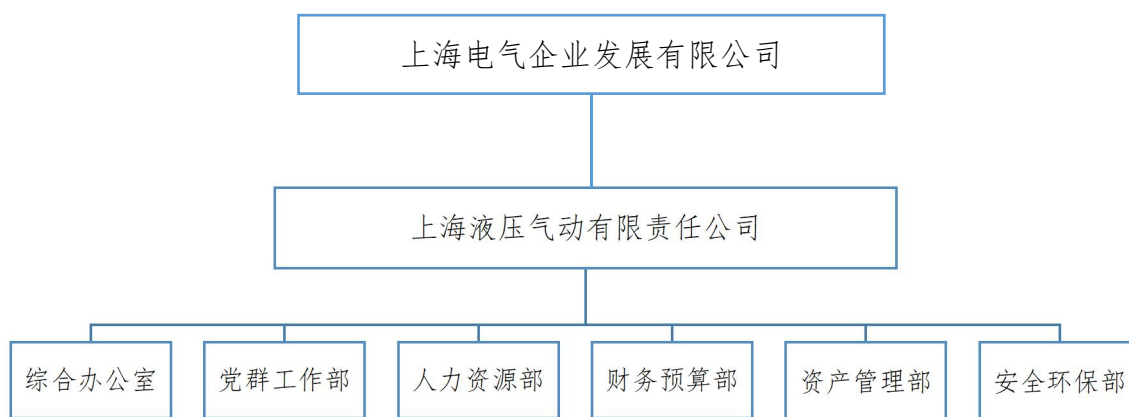 上海电气企业发展有限公司
上海液压气动有限责任公司
综合办公室
党群工作部
人力资源部
财务预算部
资产管理部
安全环保部